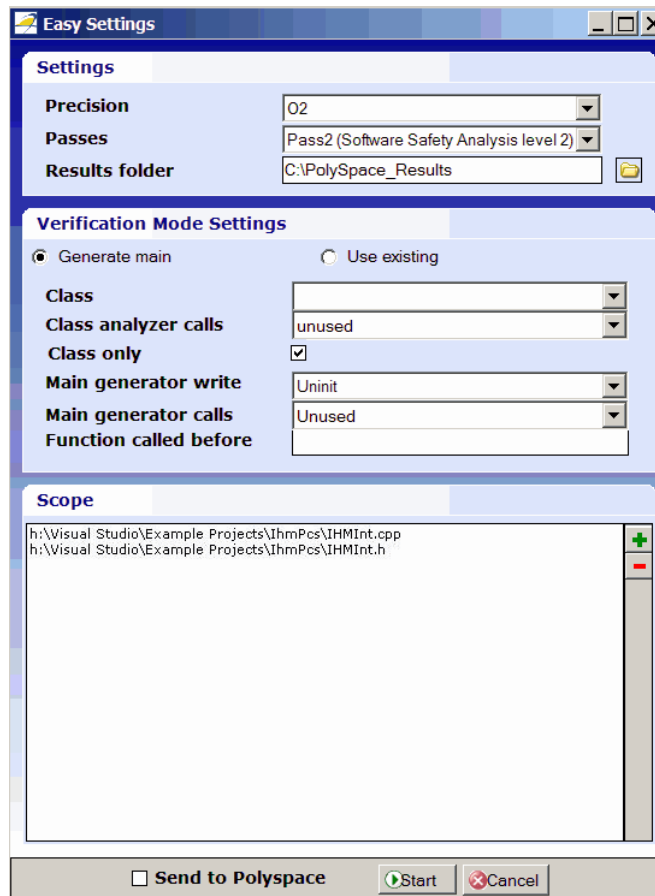 Easy Settings
Settings
Precision O2
Passes Pass2 (Software Safety Analysis level 2)
Results folder C:\PolySpace_Results
Verification Mode Settings
Generate main Use existing
Class
Class analyzer calls unused
Class only
Main generator write Uninit
Main generator calls Unused
Function called before
Scope
h:\Visual Studio\Example Projects\IhmPcs\IHMInt.cpp
h:\Visual Studio\Example Projects\IhmPcs\IHMInt.h
Send to Polyspace Start Cancel